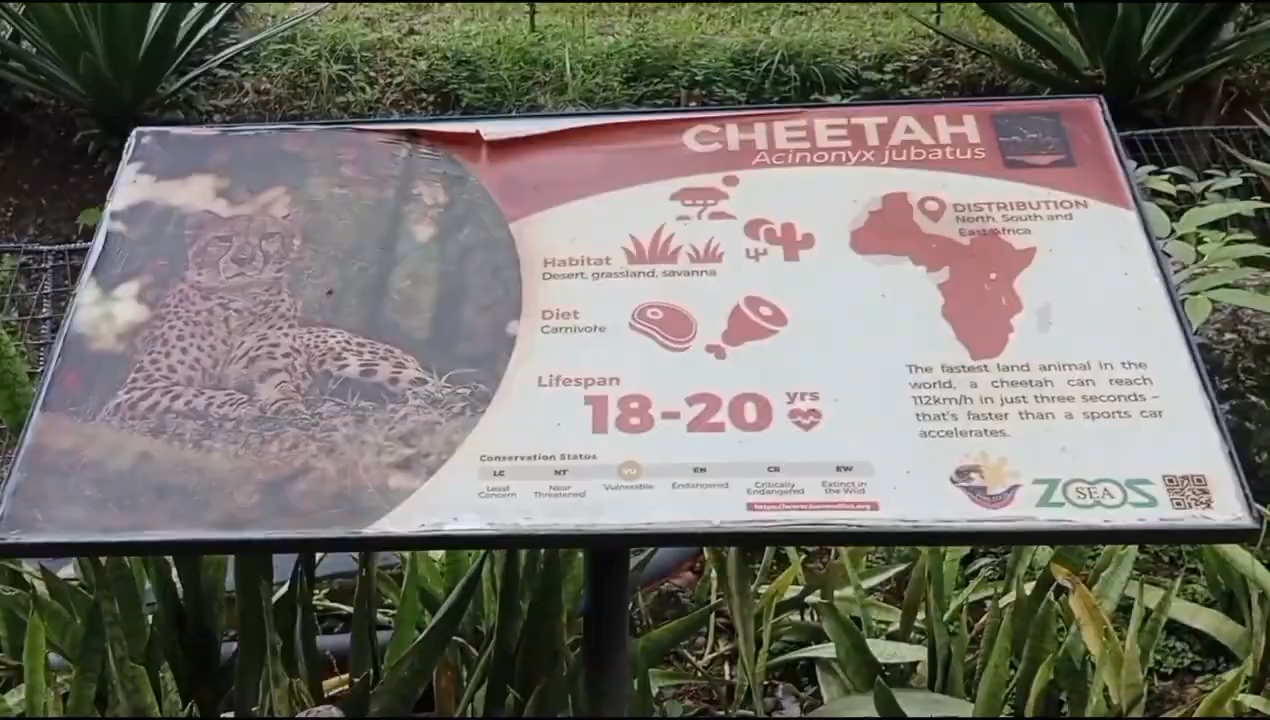 CHEETAH
Acinonyx jubatus
DISTRIBUTION
North, South and
East Africa
Habitat
Desert, grassland, savanna
Diet
Carnivore
Lifespan
18-20 yrs
The fastest land animal in the
world, a cheetah can reach
112km/h in just three seconds –
that's faster than a sports car
accelerates.
Conservation Status
LC NT VU EN CR EW
Least Concern
Near Threatened
Vulnerable
Endangered
Critically Endangered
Extinct in the Wild
ZOOS
SEA